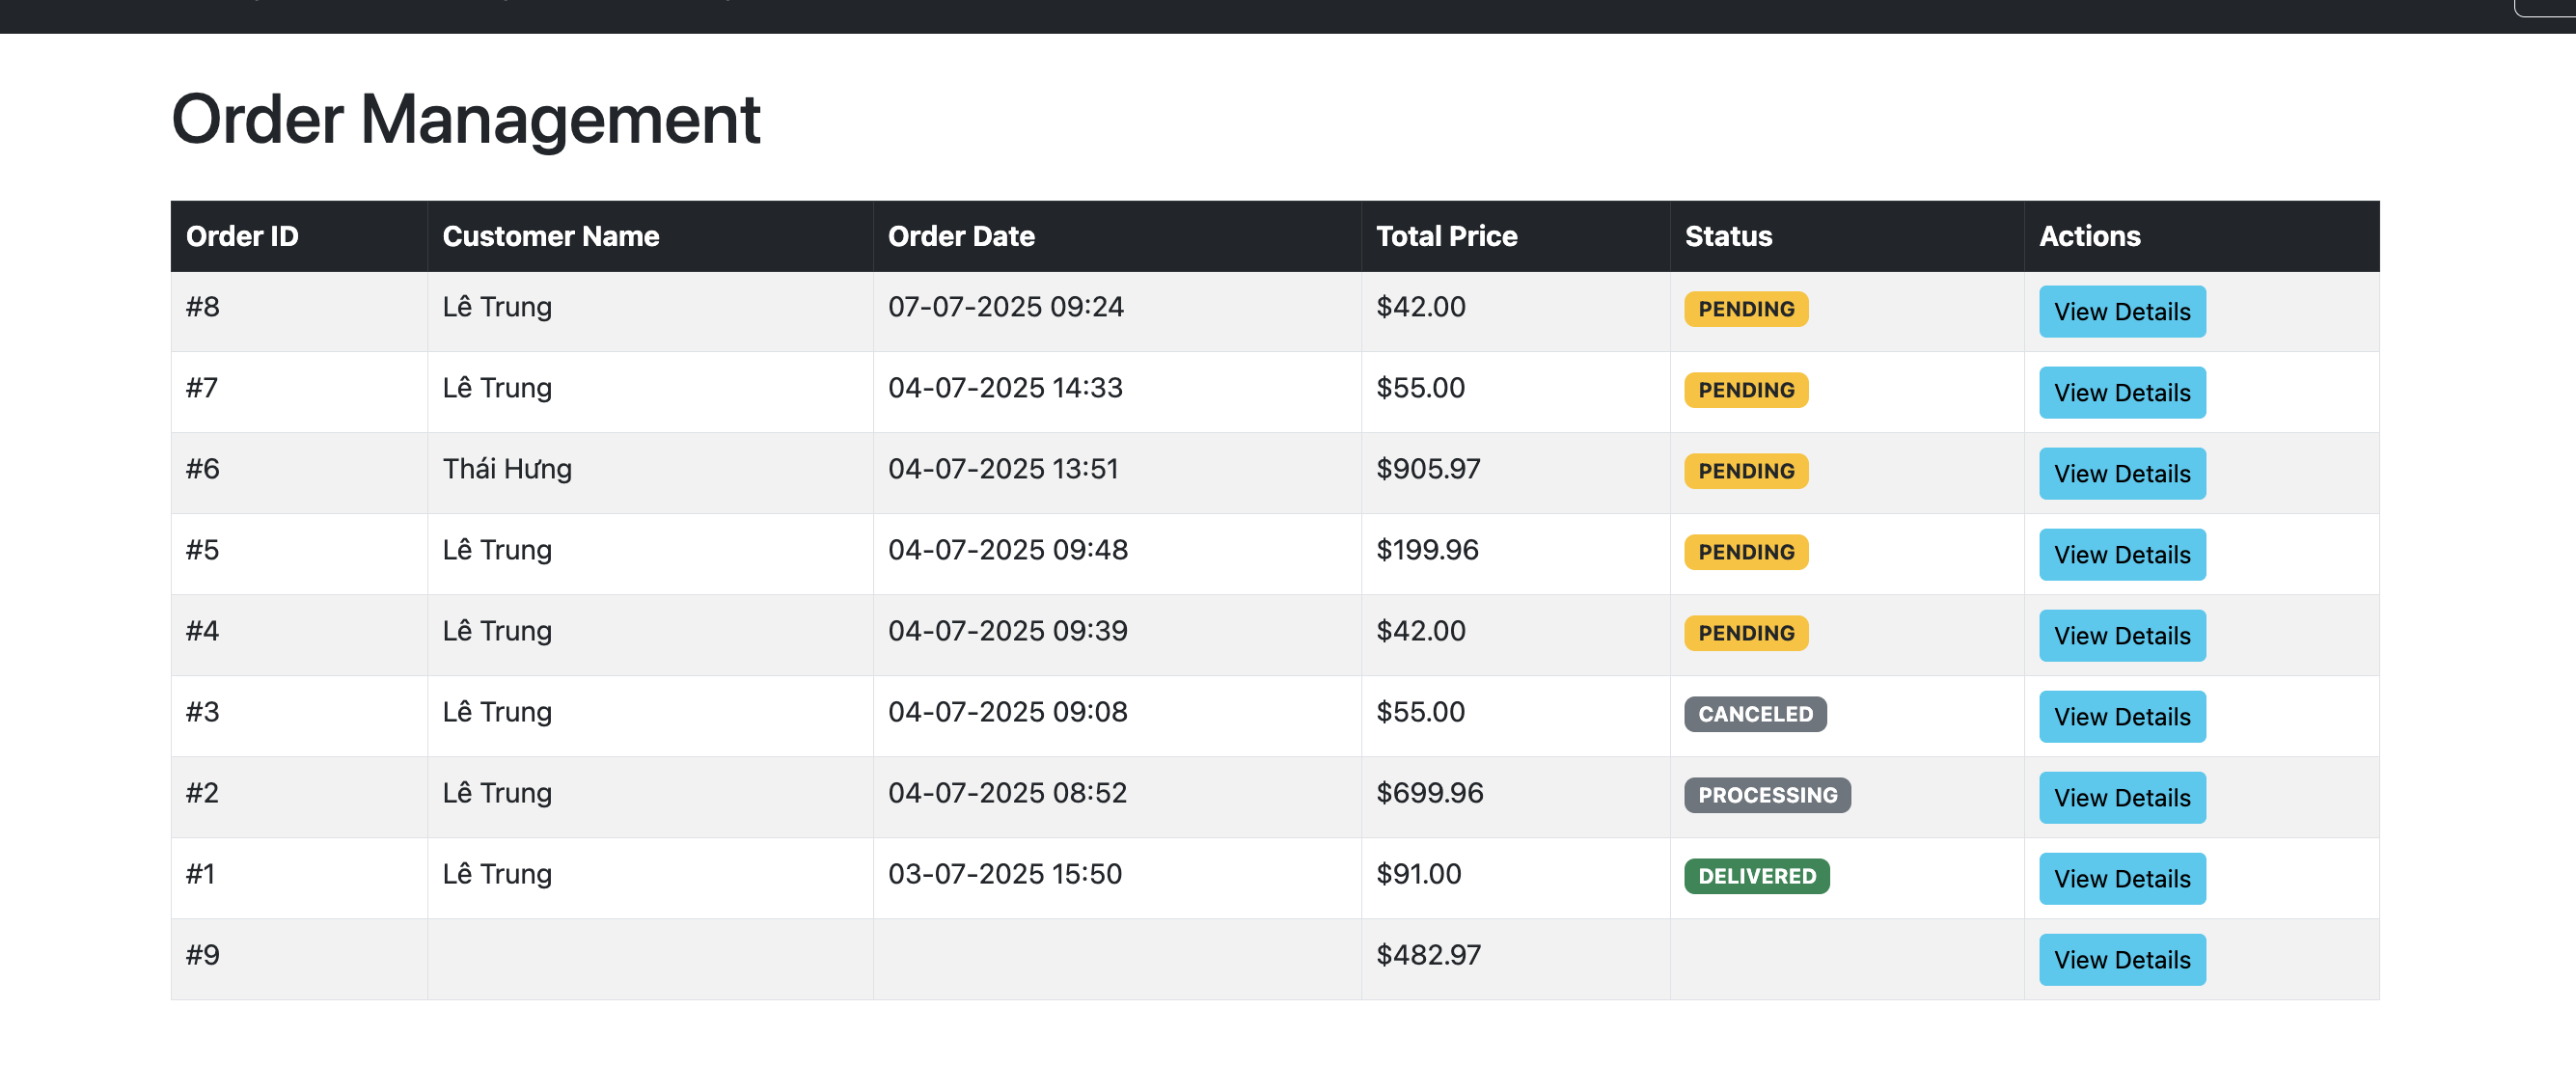 Order Management
Order ID Customer Name Order Date Total Price Status Actions
#8 Lê Trung 07-07-2025 09:24 $42.00 PENDING View Details
#7 Lê Trung 04-07-2025 14:33 $55.00 PENDING View Details
#6 Thái Hưng 04-07-2025 13:51 $905.97 PENDING View Details
#5 Lê Trung 04-07-2025 09:48 $199.96 PENDING View Details
#4 Lê Trung 04-07-2025 09:39 $42.00 PENDING View Details
#3 Lê Trung 04-07-2025 09:08 $55.00 CANCELED View Details
#2 Lê Trung 04-07-2025 08:52 $699.96 PROCESSING View Details
#1 Lê Trung 03-07-2025 15:50 $91.00 DELIVERED View Details
#9 $482.97 View Details